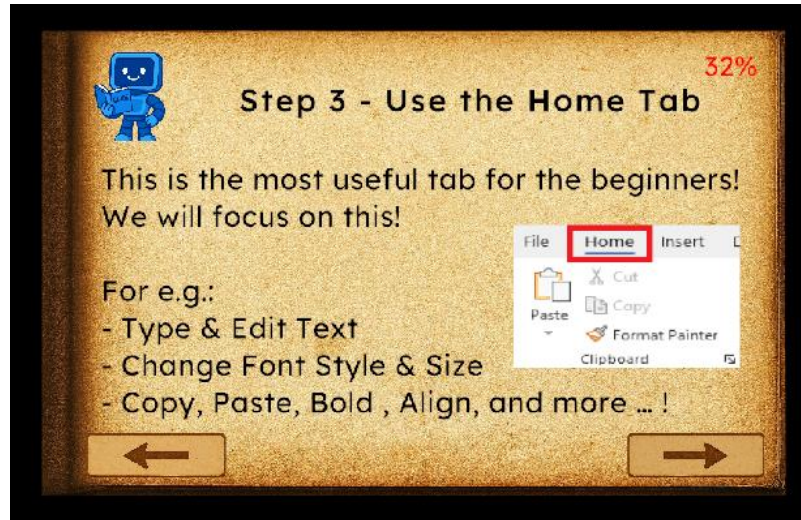 32%
Step 3 - Use the Home Tab
This is the most useful tab for the beginners!
We will focus on this!
For e.g.:
- Type & Edit Text
- Change Font Style & Size
- Copy, Paste, Bold , Align, and more ... !
File Home Insert
Cut
Copy
Paste
Format Painter
Clipboard